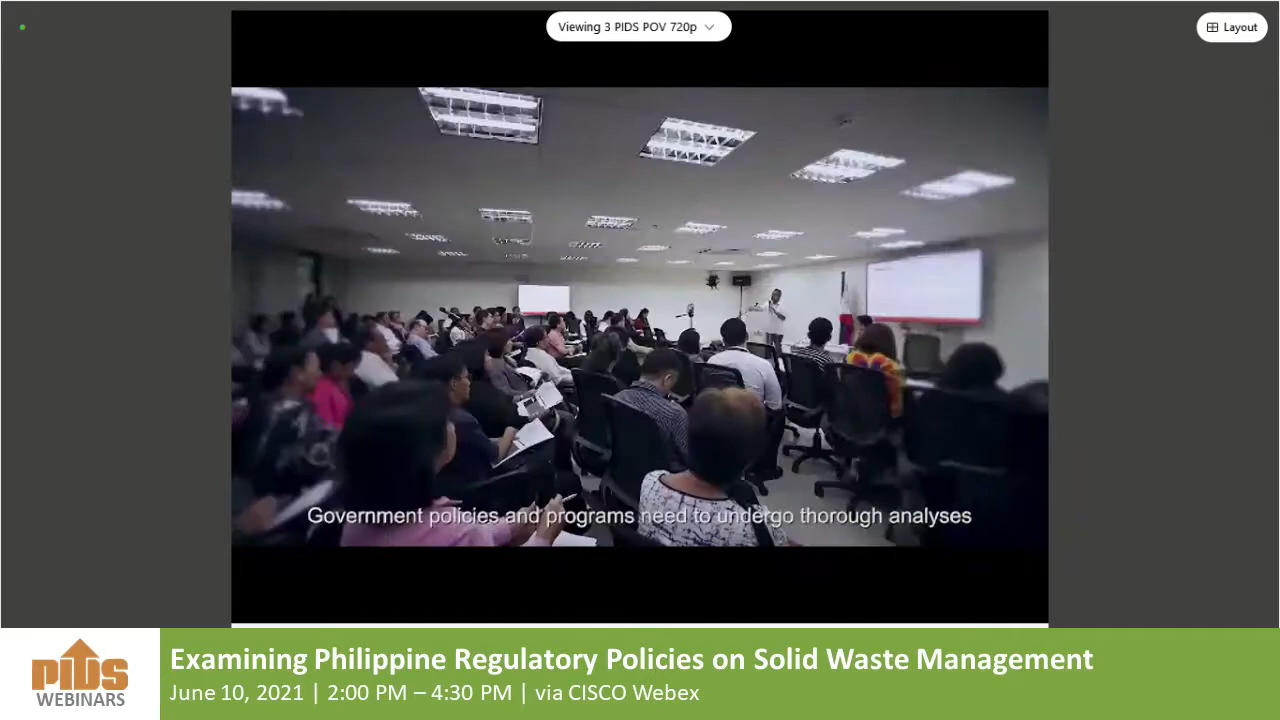 Viewing 3 PIDS POV 720p
Layout
Government policies and programs need to undergo thorough analyses
PIDS
WEBINARS
Examining Philippine Regulatory Policies on Solid Waste Management
June 10, 2021 | 2:00 PM – 4:30 PM | via CISCO Webex